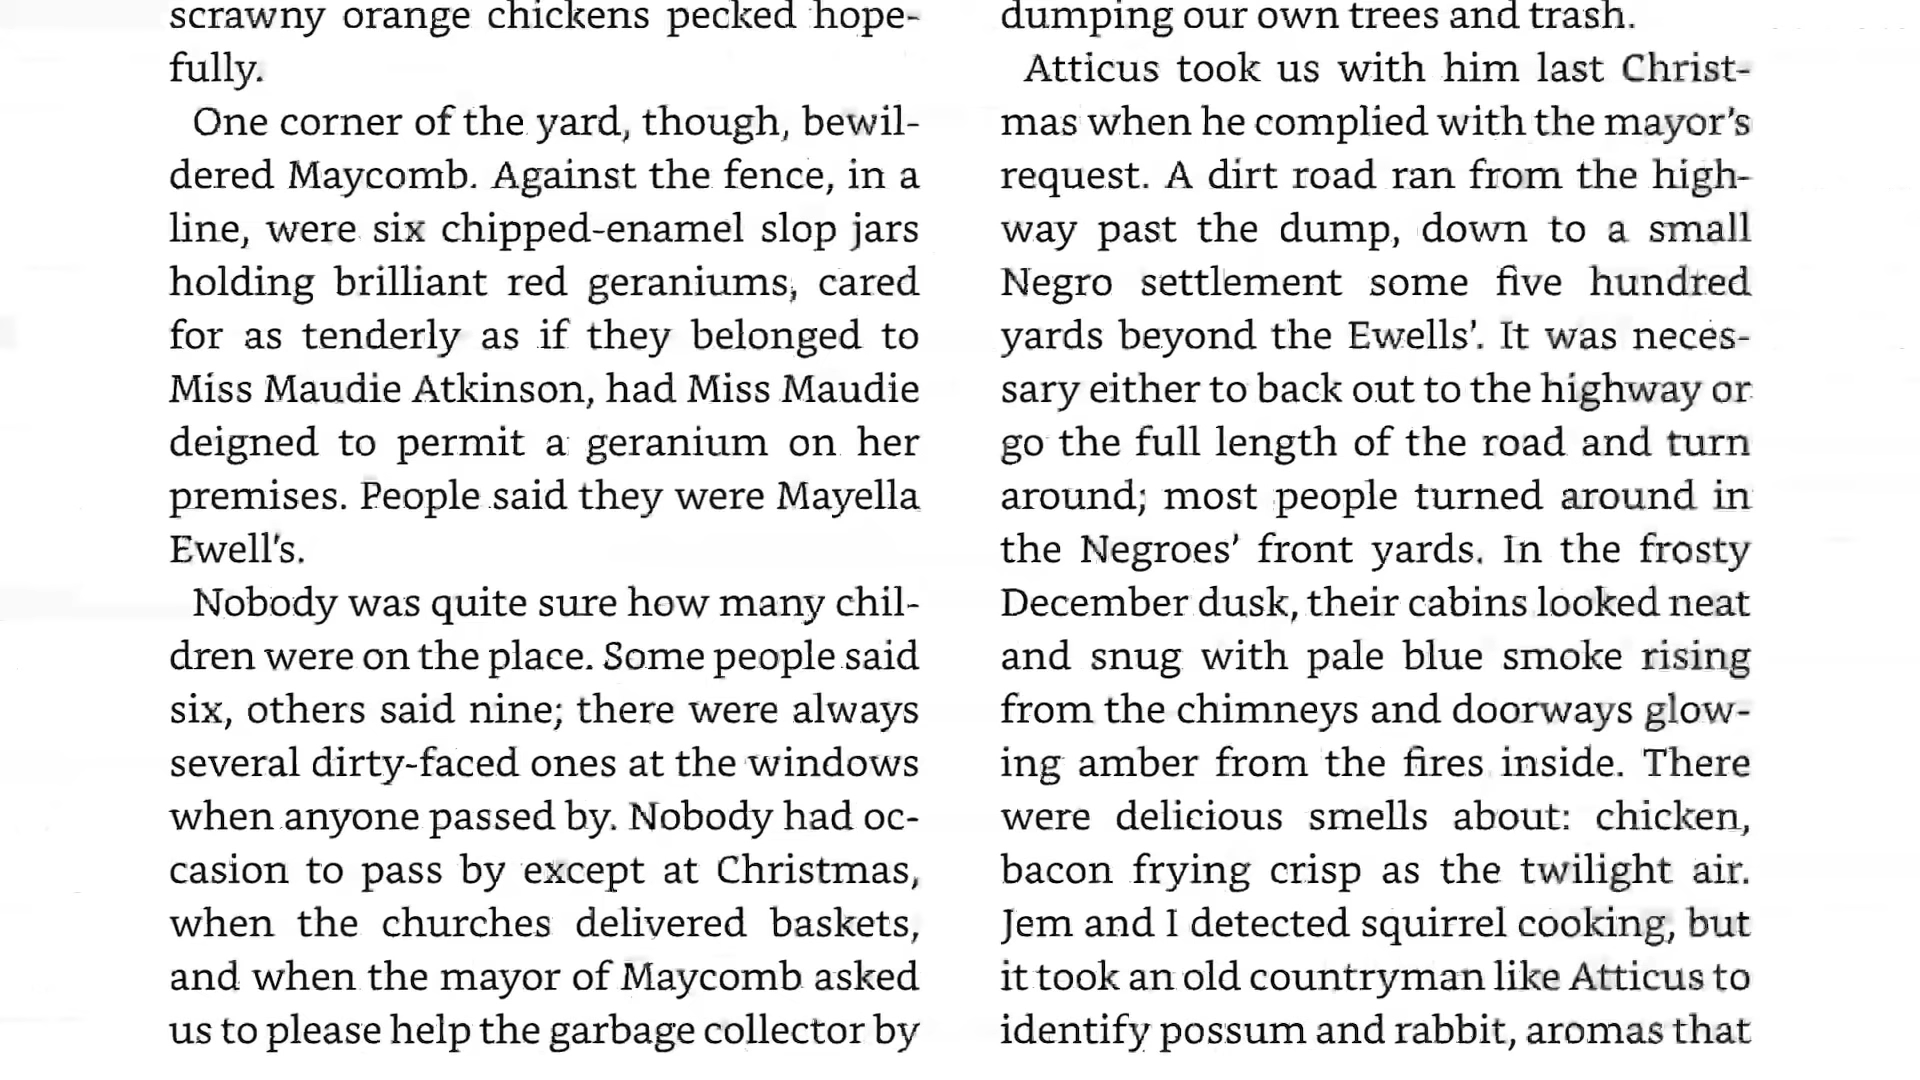 scrawny orange chickens pecked hope-
fully.
One corner of the yard, though, bewil-
dered Maycomb. Against the fence, in a
line, were six chipped-enamel slop jars
holding brilliant red geraniums, cared
for as tenderly as if they belonged to
Miss Maudie Atkinson, had Miss Maudie
deigned to permit a geranium on her
premises. People said they were Mayella
Ewell's.
Nobody was quite sure how many chil-
dren were on the place. Some people said
six, others said nine; there were always
several dirty-faced ones at the windows
when anyone passed by. Nobody had oc-
casion to pass by except at Christmas,
when the churches delivered baskets,
and when the mayor of Maycomb asked
us to please help the garbage collector by
dumping our own trees and trash.
Atticus took us with him last Christ-
mas when he complied with the mayor's
request. A dirt road ran from the high-
way past the dump, down to a small
Negro settlement some five hundred
yards beyond the Ewells'. It was neces-
sary either to back out to the highway or
go the full length of the road and turn
around; most people turned around in
the Negroes' front yards. In the frosty
December dusk, their cabins looked neat
and snug with pale blue smoke rising
from the chimneys and doorways glow-
ing amber from the fires inside. There
were delicious smells about: chicken,
bacon frying crisp as the twilight air.
Jem and I detected squirrel cooking, but
it took an old countryman like Atticus to
identify possum and rabbit, aromas that